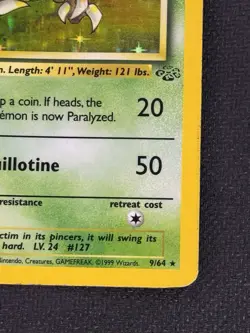 n. Length: 4' 11", Weight: 121 lbs.
p a coin. If heads, the 20
émon is now Paralyzed.
uillotine 50
resistance retreat cost
ctim in its pincers, it will swing its
hard. LV. 24 #127
Nintendo, Creatures, GAMEFREAK. ©1999 Wizards. 9/64 ★